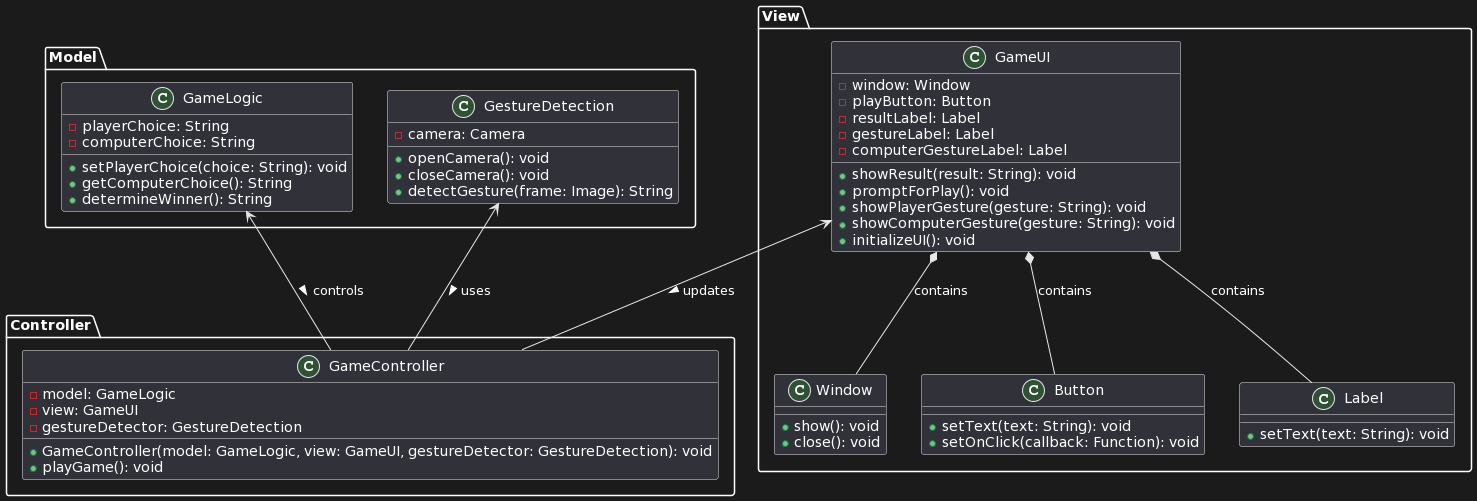 Model
C GameLogic
playerChoice: String
computerChoice: String
setPlayerChoice(choice: String): void
getComputerChoice(): String
determineWinner(): String
C GestureDetection
camera: Camera
openCamera(): void
closeCamera(): void
detectGesture(frame: Image): String
View
C GameUI
window: Window
playButton: Button
resultLabel: Label
gestureLabel: Label
computerGestureLabel: Label
showResult(result: String): void
promptForPlay(): void
showPlayerGesture(gesture: String): void
showComputerGesture(gesture: String): void
initializeUI(): void
controls
uses
updates
contains
contains
contains
Controller
C GameController
model: GameLogic
view: GameUI
gestureDetector: GestureDetection
GameController(model: GameLogic, view: GameUI, gestureDetector: GestureDetection): void
playGame(): void
C Window
show(): void
close(): void
C Button
setText(text: String): void
setOnClick(callback: Function): void
C Label
setText(text: String): void